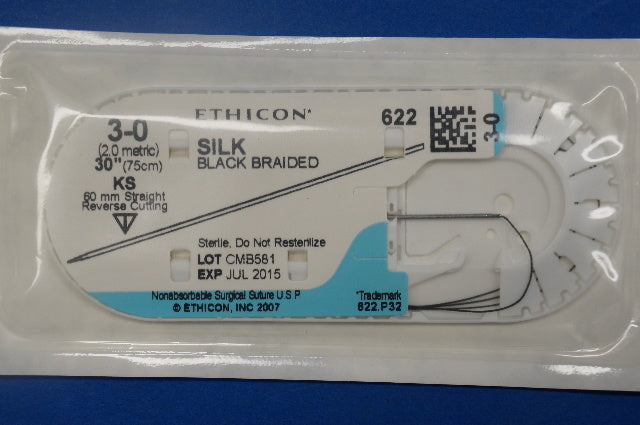 ETHICON*
3-0
(2.0 metric)
30" (75cm)
KS
60 mm Straight
Reverse Cutting
SILK
BLACK BRAIDED
622
3-0
Sterile, Do Not Resterilize
LOT CMB581
EXP JUL 2015
Nonabsorbable Surgical Suture U.S.P
© ETHICON, INC 2007
*Trademark
622.P32